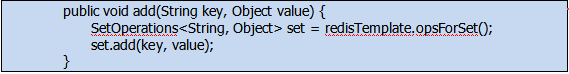 public void add(String key, Object value) {
SetOperations<String, Object> set = redisTemplate.opsForSet();
set.add(key, value);
}